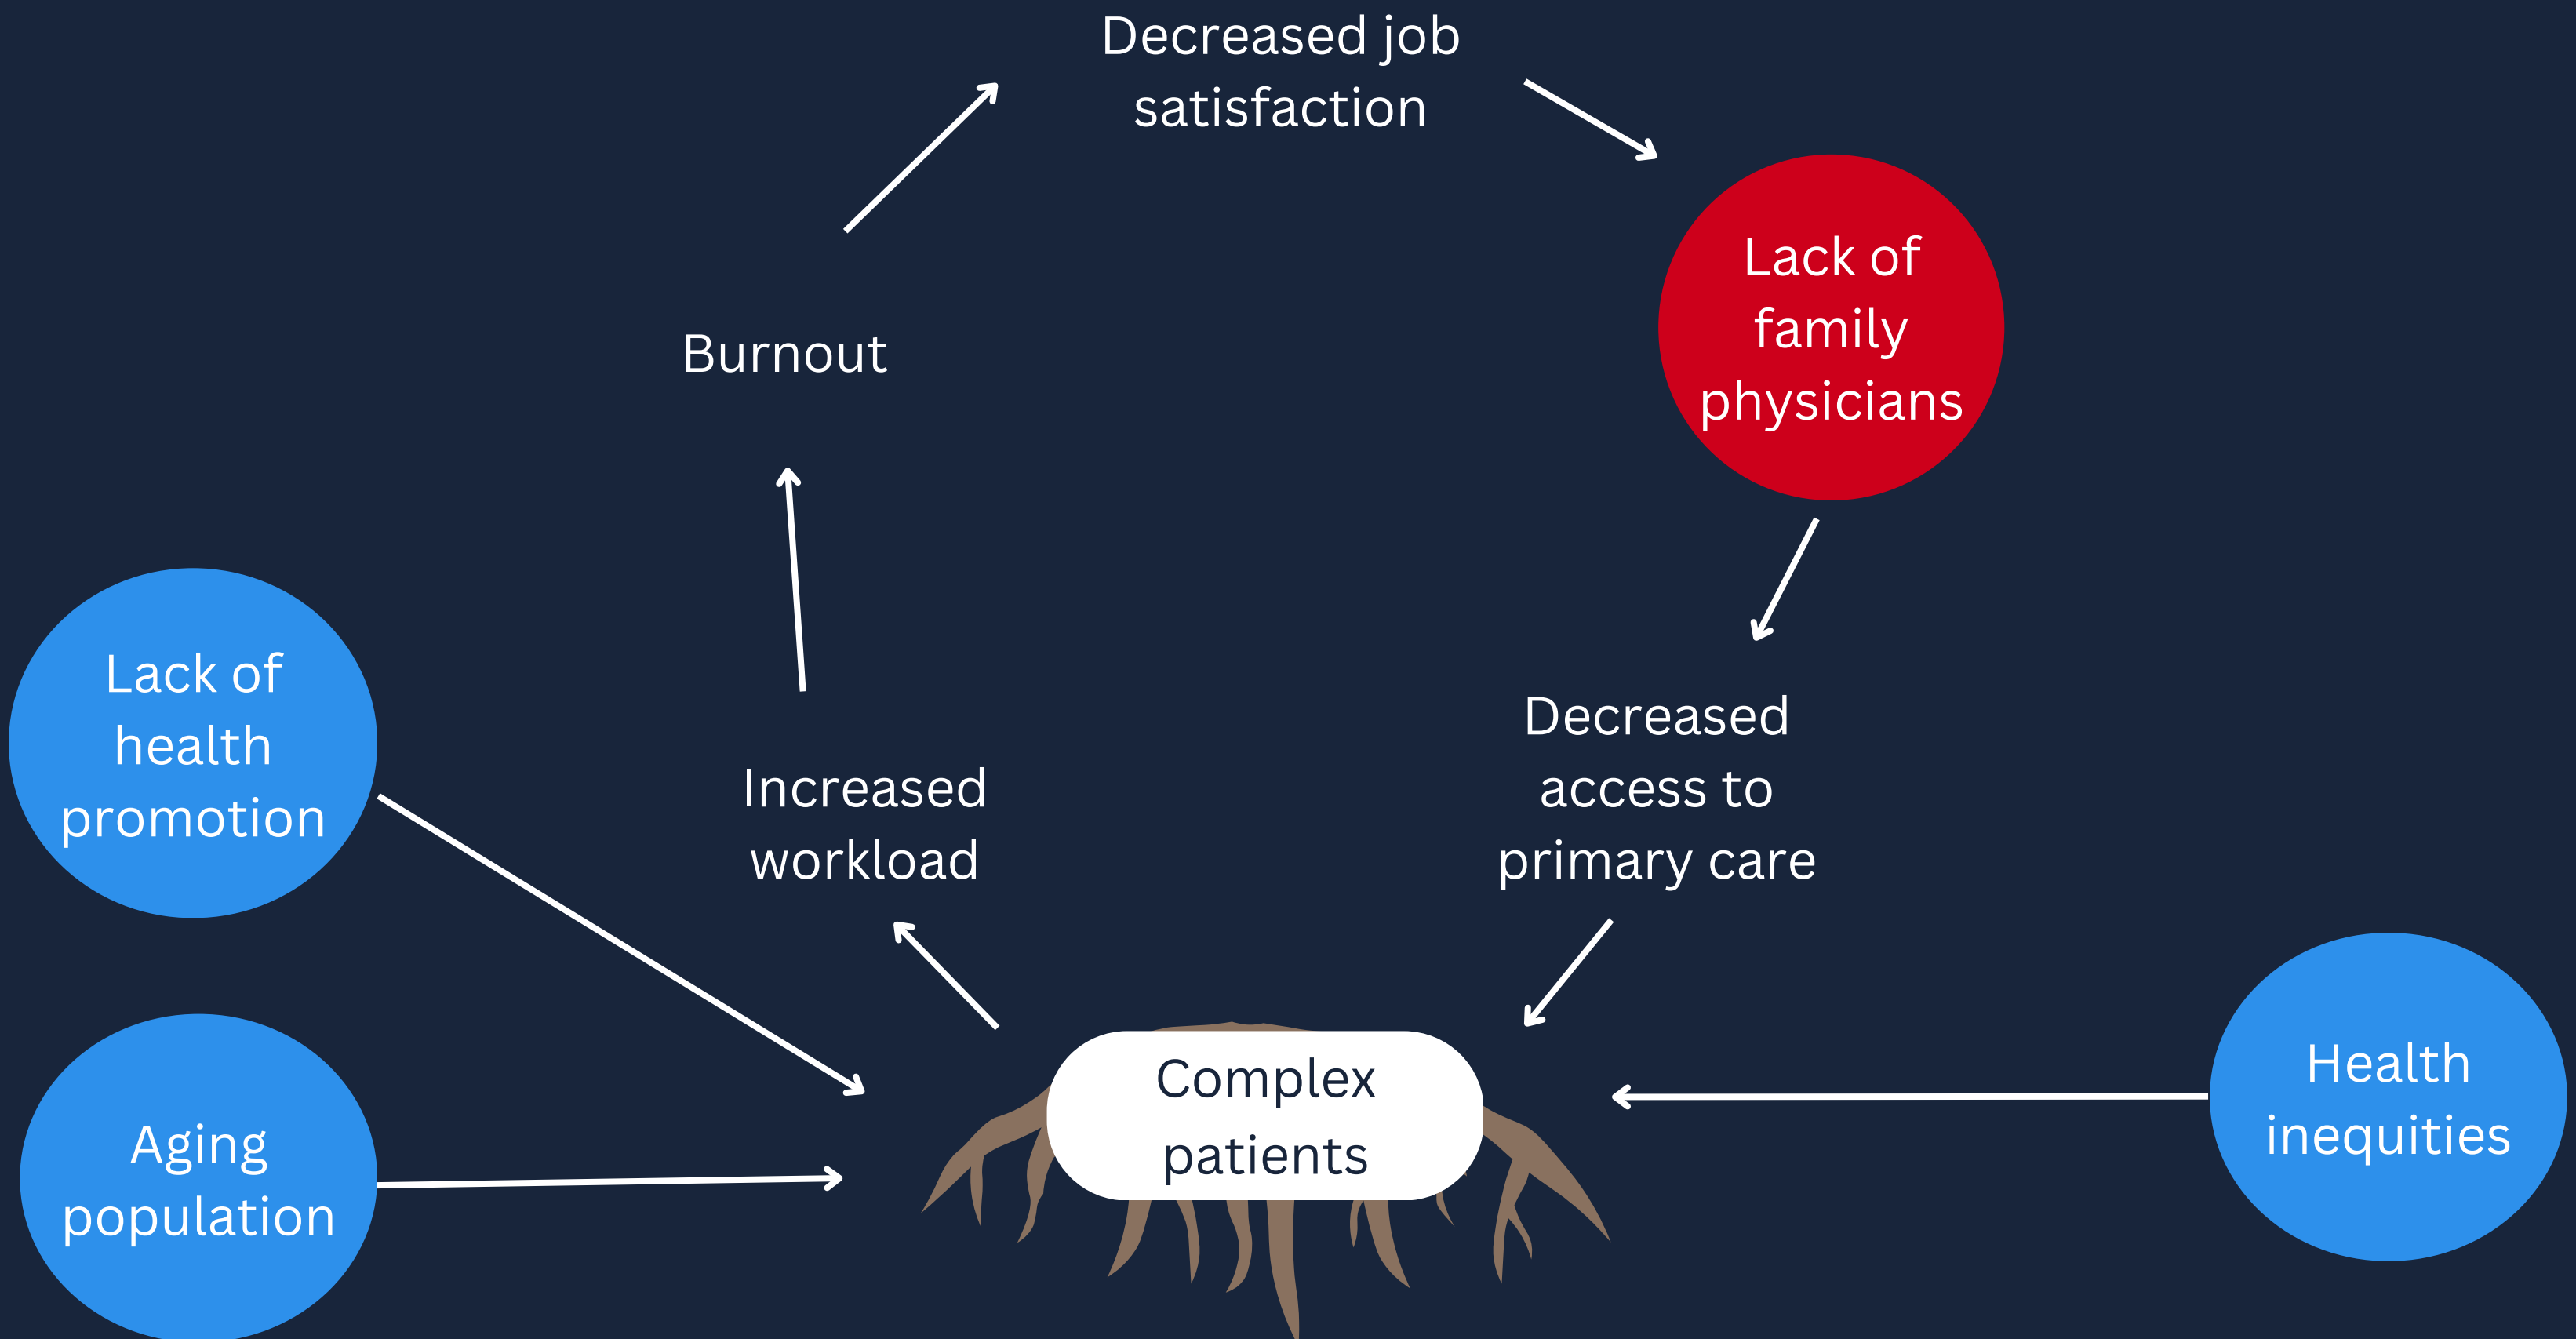 Decreased job
satisfaction
Lack of
family
physicians
Burnout
Lack of
health
promotion
Increased
workload
Decreased
access to
primary care
Complex
patients
Aging
population
Health
inequities